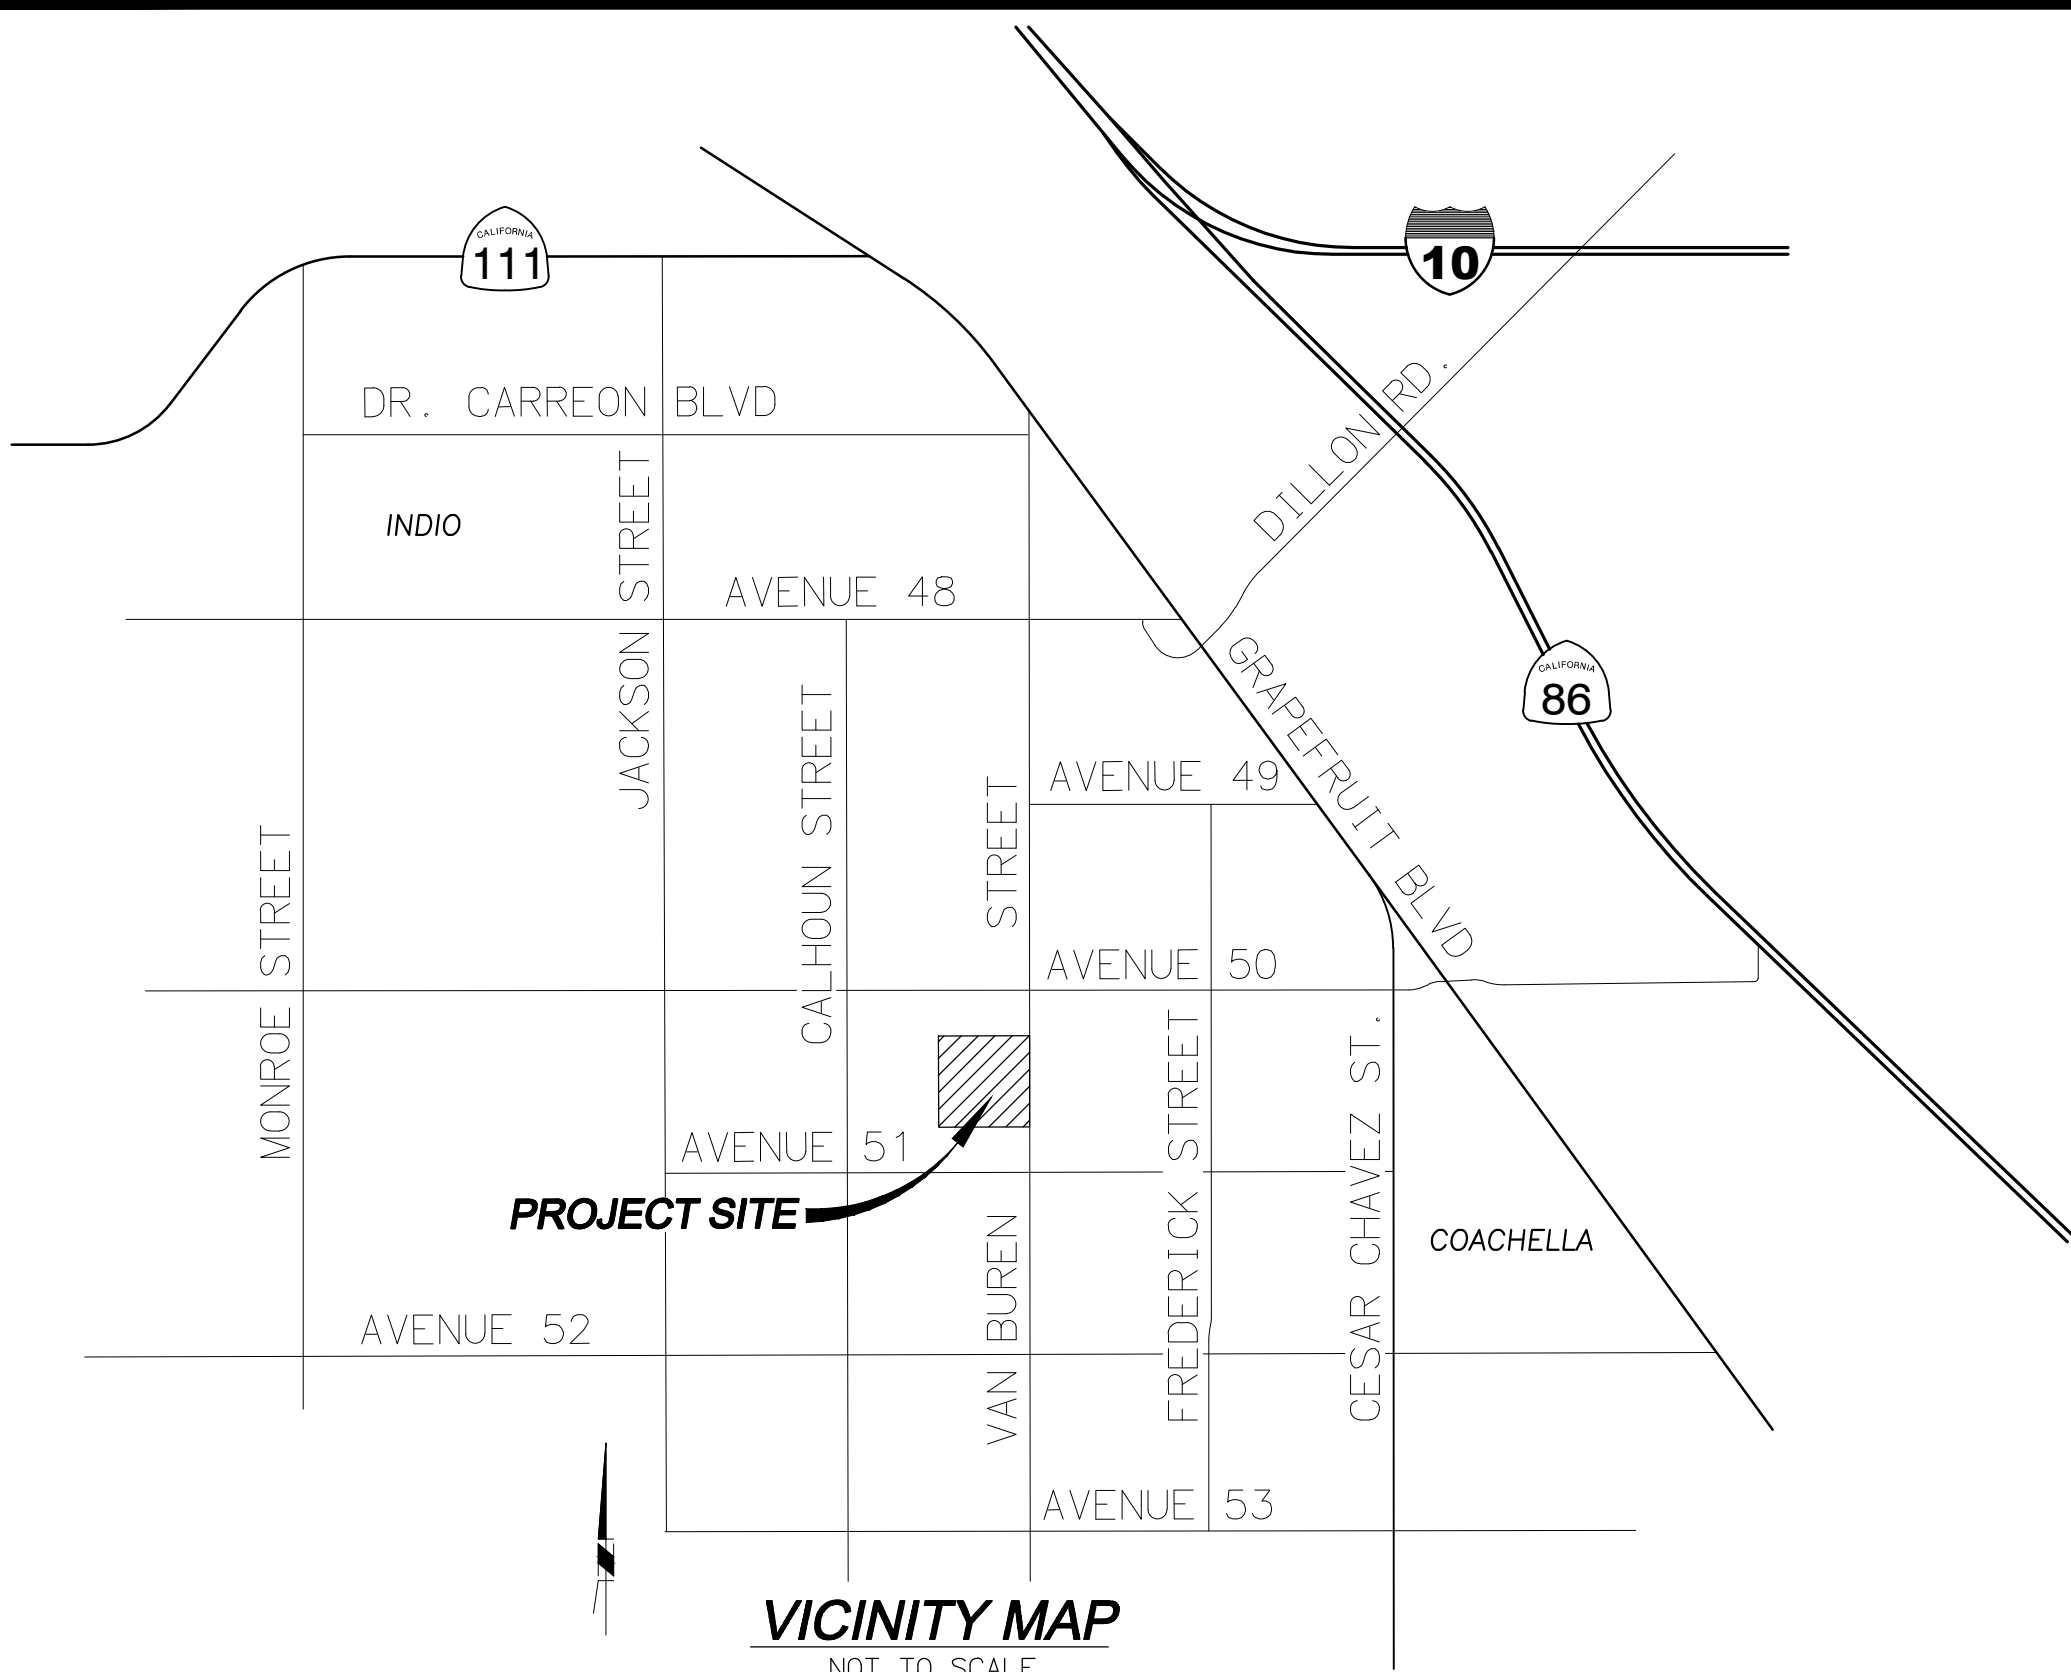 CALIFORNIA
111
10
DR. CARREON BLVD
DILLON RD.
INDIO
JACKSON STREET
AVENUE 48
GRAPEFRUIT BLVD
CALIFORNIA
86
CALHOUN STREET
AVENUE 49
MONROE STREET
VAN BUREN STREET
AVENUE 50
FREDERICK STREET
CESAR CHAVEZ ST.
AVENUE 51
PROJECT SITE
COACHELLA
AVENUE 52
AVENUE 53
N
VICINITY MAP
NOT TO SCALE